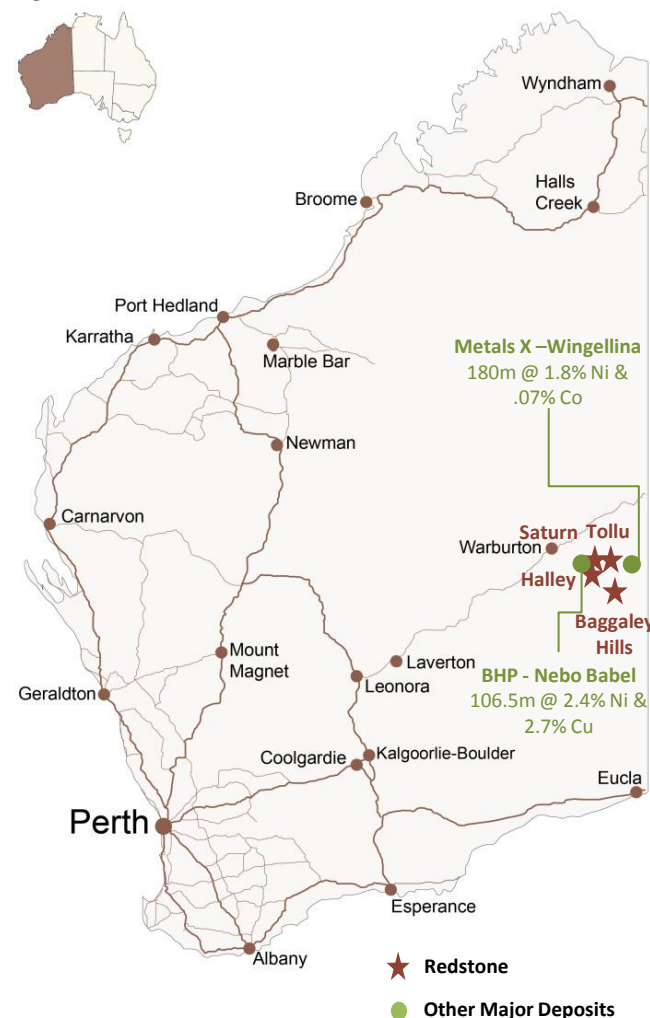 Wyndham
Halls
Creek
Broome
Port Hedland
Karratha
Marble Bar
Metals X –Wingellina
180m @ 1.8% Ni &
.07% Co
Newman
Carnarvon
Saturn Tollu
Warburton
Halley
Baggaley
Hills
Mount
Magnet
Laverton
Leonora
BHP - Nebo Babel
106.5m @ 2.4% Ni &
2.7% Cu
Geraldton
Kalgoorlie-Boulder
Coolgardie
Eucla
Perth
Esperance
Albany
Redstone
Other Major Deposits